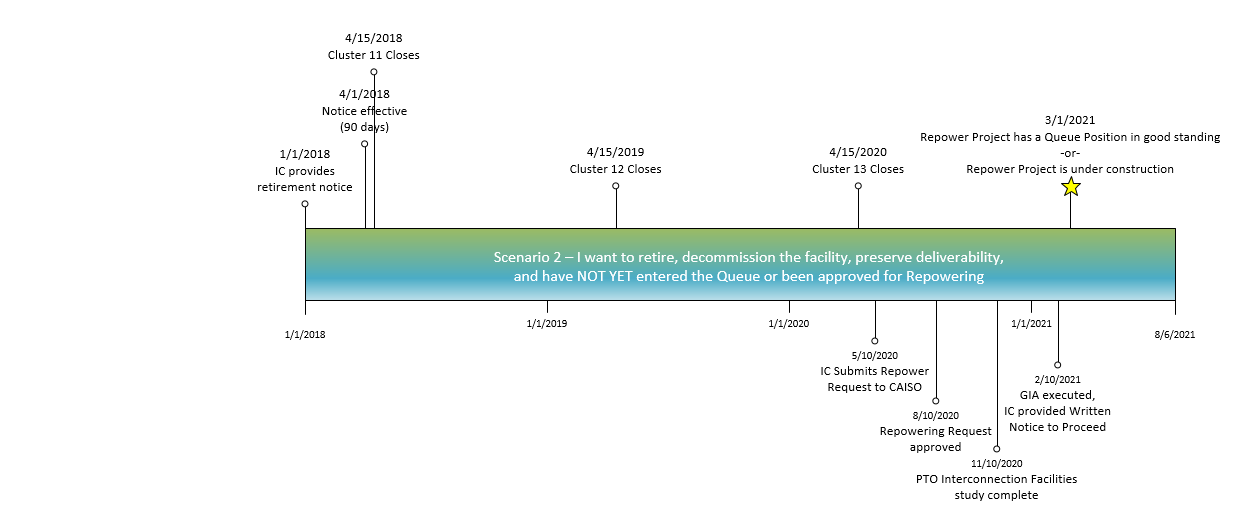 4/15/2018
Cluster 11 Closes
4/1/2018
Notice effective
(90 days)
1/1/2018
IC provides
retirement notice
4/15/2019
Cluster 12 Closes
4/15/2020
Cluster 13 Closes
3/1/2021
Repower Project has a Queue Position in good standing
-or-
Repower Project is under construction
Scenario 2 – I want to retire, decommission the facility, preserve deliverability,
and have NOT YET entered the Queue or been approved for Repowering
1/1/2018
1/1/2019
1/1/2020
1/1/2021
8/6/2021
5/10/2020
IC Submits Repower
Request to CAISO
8/10/2020
Repowering Request
approved
11/10/2020
PTO Interconnection Facilities
study complete
2/10/2021
GIA executed,
IC provided Written
Notice to Proceed